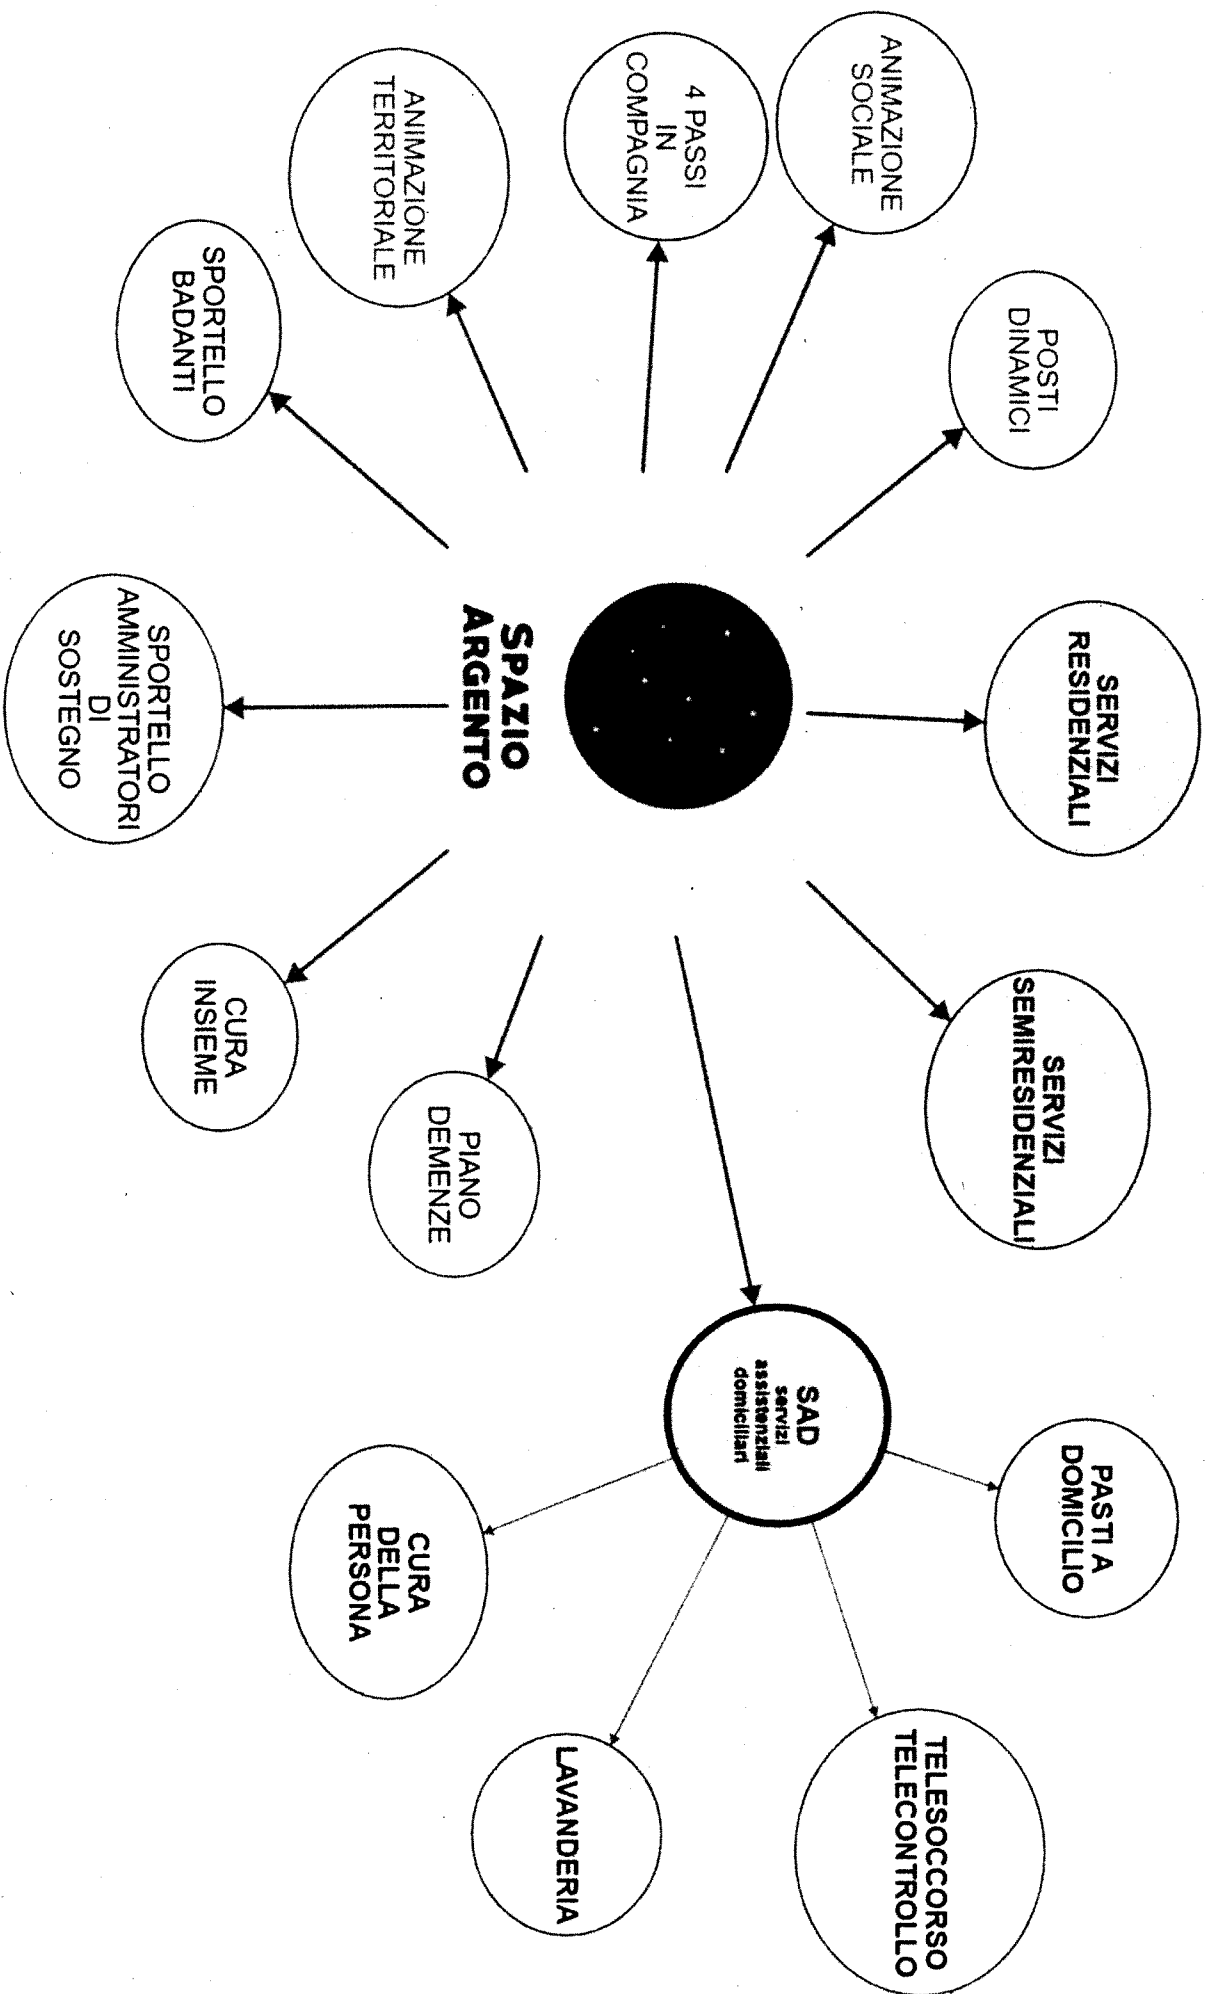 POSTI
DINAMICI
SERVIZI
RESIDENZIALI
SERVIZI
SEMIRESIDENZIALI
PASTI A
DOMICILIO
ANIMAZIONE
SOCIALE
4 PASSI
IN
COMPAGNIA
ANIMAZIONE
TERRITORIALE
SPORTELLO
BADANTI
SPAZIO
ARGENTO
SAD
servizi
assistenziali
domiciliari
TELESOCCORSO
TELECONTROLLO
LAVANDERIA
CURA
DELLA
PERSONA
PIANO
DEMENZE
CURA
INSIEME
SPORTELLO
AMMINISTRATORI
DI
SOSTEGNO